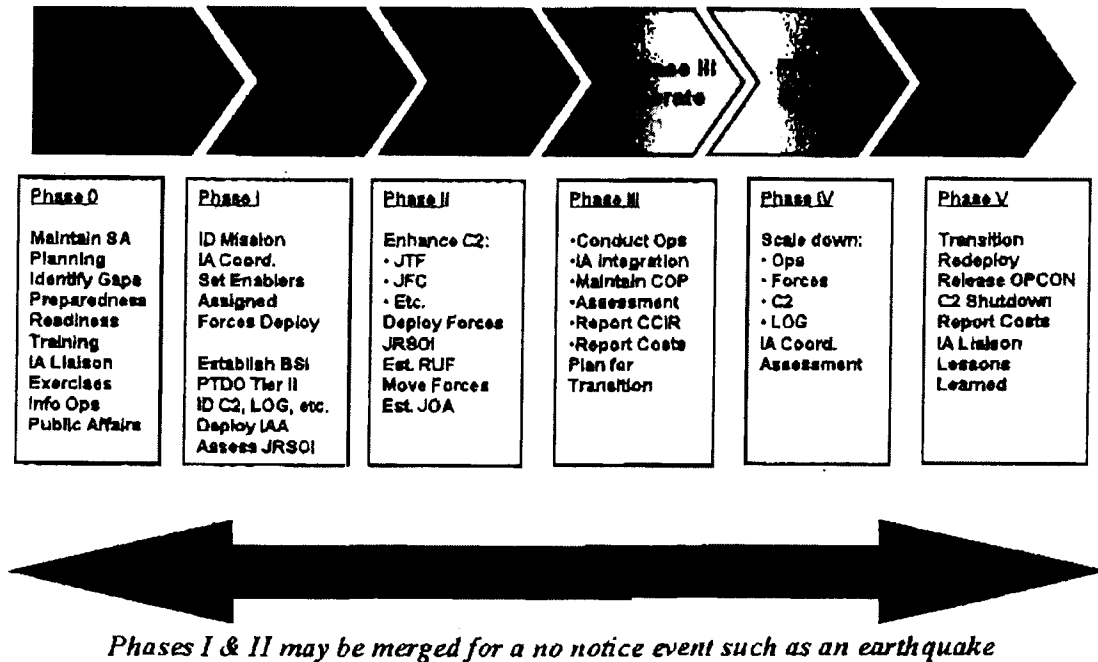 Phase III
Phase 0
Maintain SA
Planning
Identify Gaps
Preparedness
Readiness
Training
IA Liaison
Exercises
Info Ops
Public Affairs
Phase I
ID Mission
IA Coord.
Set Enablers
Assigned
Forces Deploy
Establish BSI
PTDO Tier II
ID C2, LOG, etc.
Deploy IAA
Assess JRSOI
Phase II
Enhance C2:
• JTF
• JFC
• Etc.
Deploy Forces
JRSOI
Est. RUF
Move Forces
Est. JOA
Phase III
•Conduct Ops
•IA Integration
•Maintain COP
•Assessment
•Report CCIR
•Report Costs
Plan for
Transition
Phase IV
Scale down:
• Ops
• Forces
• C2
• LOG
IA Coord.
Assessment
Phase V
Transition
Redeploy
Release OPCON
C2 Shutdown
Report Costs
IA Liaison
Lessons
Learned
Phases I & II may be merged for a no notice event such as an earthquake